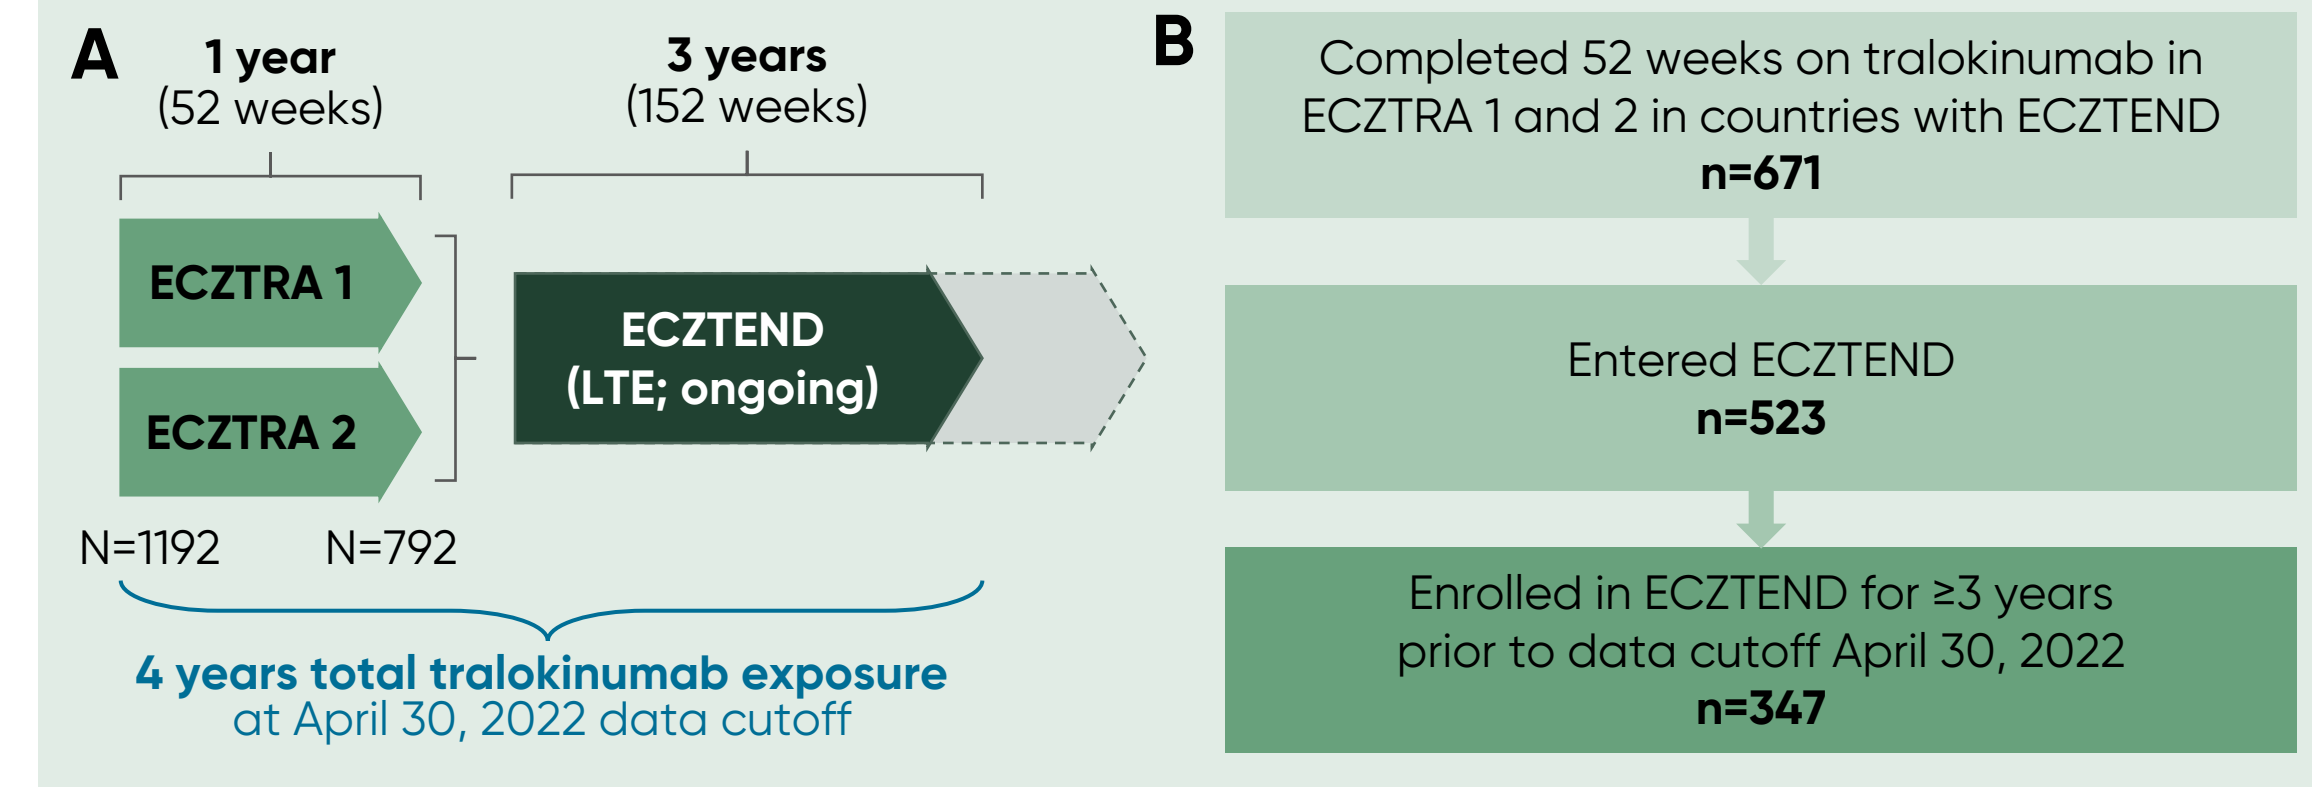 A
1 year
(52 weeks)
3 years
(152 weeks)
ECZTRA 1
ECZTRA 2
ECZTEND
(LTE; ongoing)
N=1192
N=792
4 years total tralokinumab exposure
at April 30, 2022 data cutoff
B
Completed 52 weeks on tralokinumab in
ECZTRA 1 and 2 in countries with ECZTEND
n=671
Entered ECZTEND
n=523
Enrolled in ECZTEND for ≥3 years
prior to data cutoff April 30, 2022
n=347